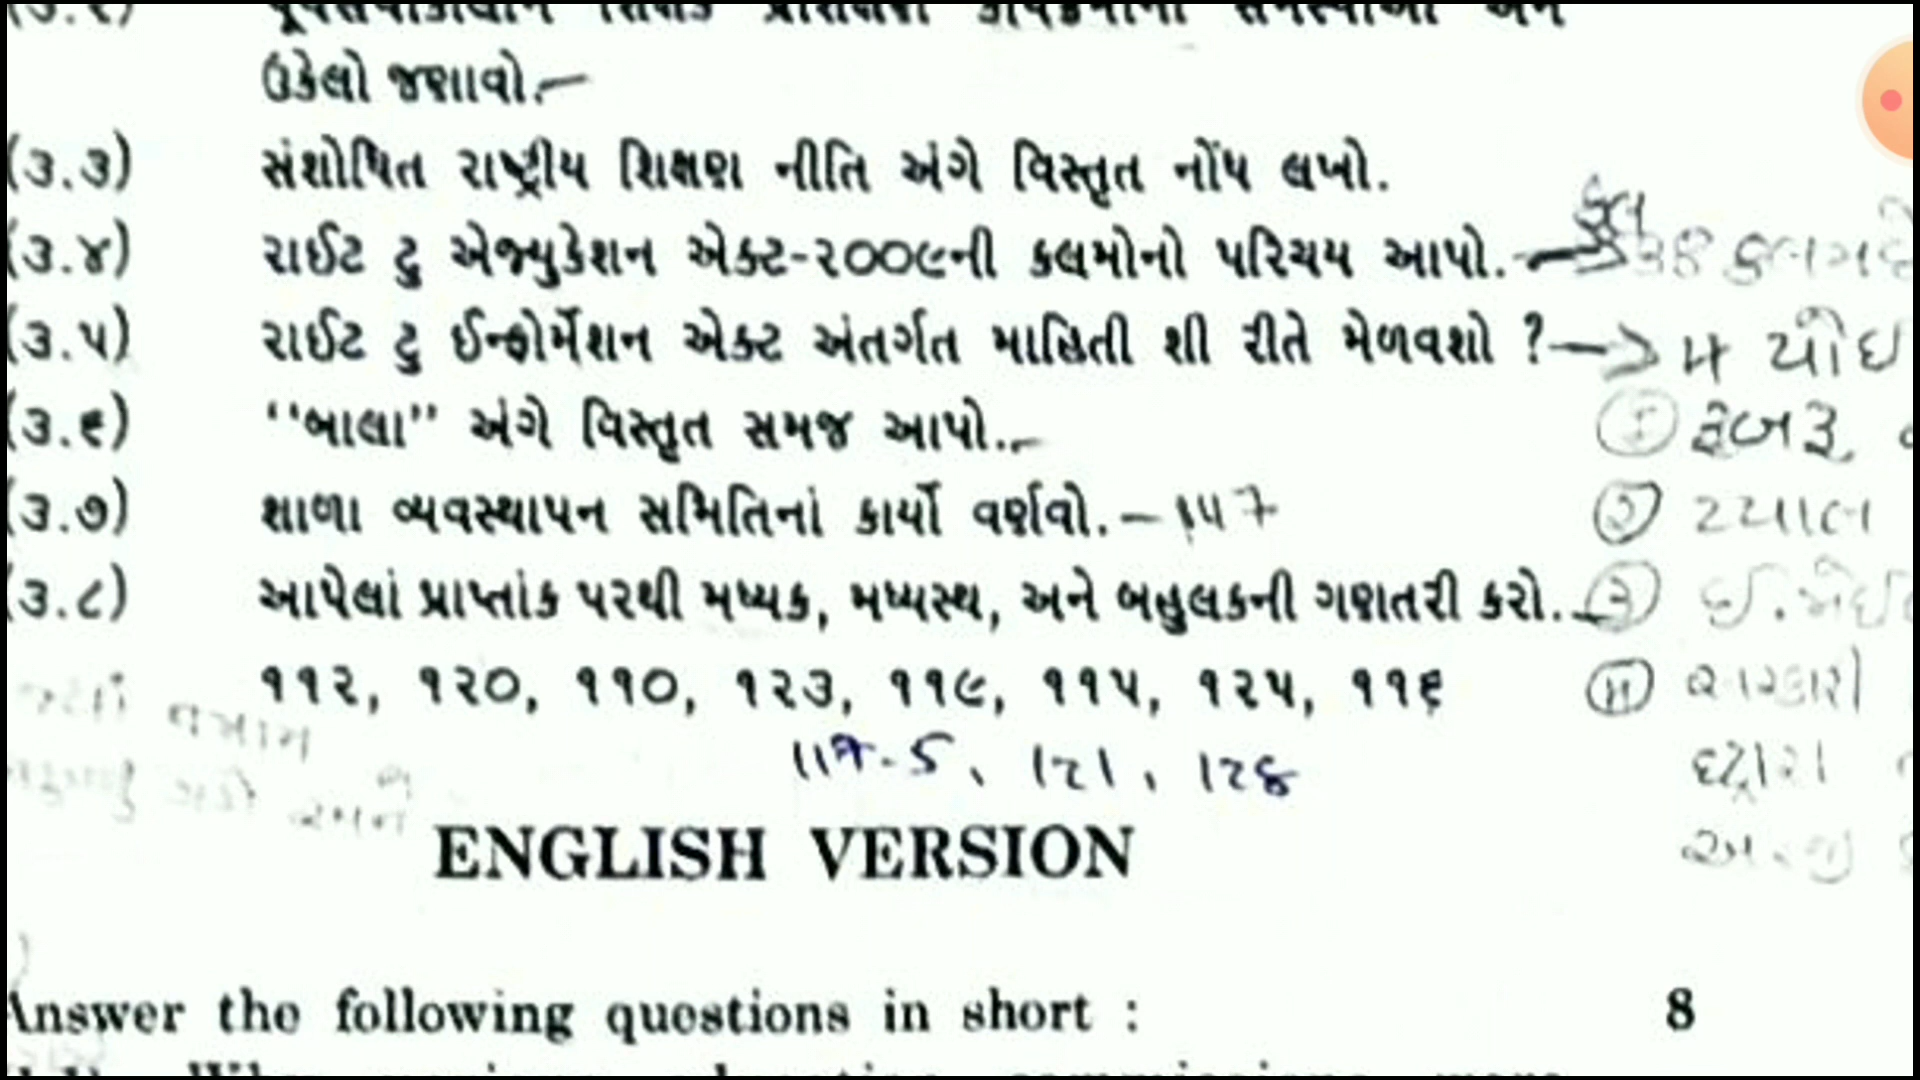 ઉકેલો જણાવો.
(૩.૩) સંશોધિત રાષ્ટ્રીય શિક્ષણ નીતિ અંગે વિસ્તૃત નોંધ લખો.
(૩.૪) રાઈટ ટુ એજ્યુકેશન એક્ટ-૨૦૦૯ની કલમોનો પરિચય આપો.
(૩.૫) રાઈટ ટુ ઈન્ફોર્મેશન એક્ટ અંતર્ગત માહિતી શી રીતે મેળવશો ?
(૩.૬) ‘‘બાલા’’ અંગે વિસ્તૃત સમજ આપો.
① રૂબરૂ
(૩.૭) શાળા વ્યવસ્થાપન સમિતિનાં કાર્યો વર્ણવો. – 157
(૩.૮) આપેલાં પ્રાપ્તાંક પરથી મધ્યક, મધ્યસ્થ, અને બહુલકની ગણતરી કરો.
૧૧૨, ૧૨૦, ૧૧૦, ૧૨૩, ૧૧૯, ૧૧૫, ૧૨૫, ૧૧૬
117.5, 121,
ENGLISH VERSION
Answer the following questions in short : 8